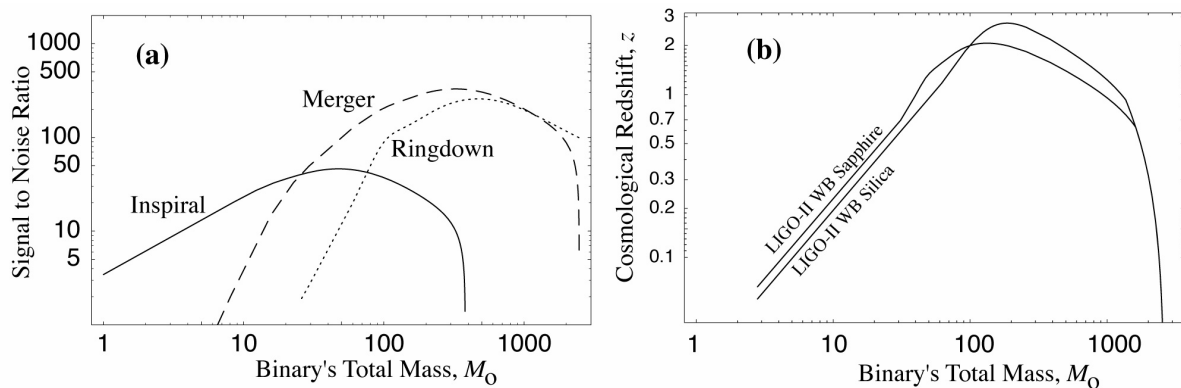 (a)
Signal to Noise Ratio
1000
500
100
50
10
5
Merger
Ringdown
Inspiral
1
10
100
1000
Binary's Total Mass, Mo
(b)
Cosmological Redshift, z
3
2
1
0.7
0.5
0.3
0.2
0.1
LIGO-II WB Sapphire
LIGO-II WB Silica
1
10
100
1000
Binary's Total Mass, Mo